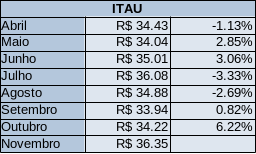 ITAU
Abril R$ 34.43 -1.13%
Maio R$ 34.04 2.85%
Junho R$ 35.01 3.06%
Julho R$ 36.08 -3.33%
Agosto R$ 34.88 -2.69%
Setembro R$ 33.94 0.82%
Outubro R$ 34.22 6.22%
Novembro R$ 36.35